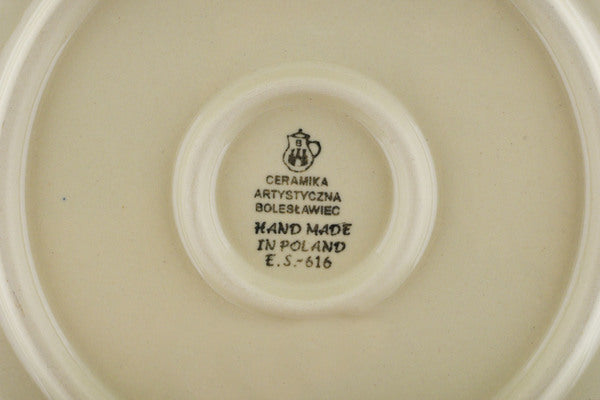 CERAMIKA
ARTYSTYCZNA
BOLESŁAWIEC
HAND MADE
IN POLAND
E.S.-616